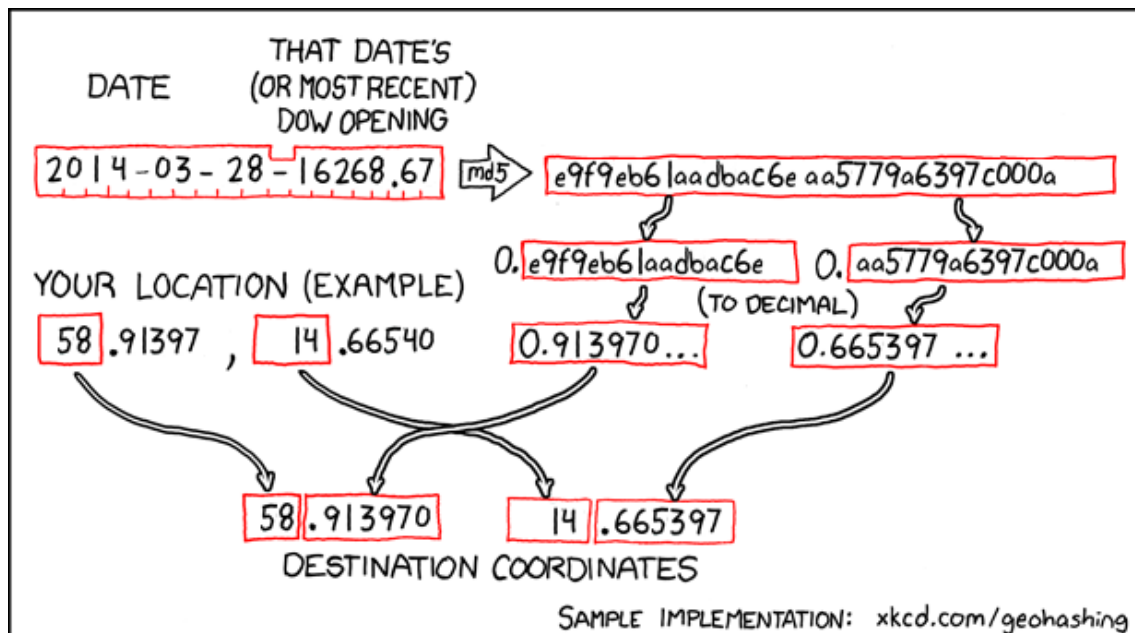 DATE
THAT DATE'S
(OR MOST RECENT)
DOW OPENING
2014-03-28-16268.67
md5
e9f9eb61aadbac6e aa5779a6397c000a
0. e9f9eb61aadbac6e 0. aa5779a6397c000a
YOUR LOCATION (EXAMPLE)
(TO DECIMAL)
58.91397, 14.66540
0.913970... 0.665397...
58.913970 14.665397
DESTINATION COORDINATES
SAMPLE IMPLEMENTATION: xkcd.com/geohashing